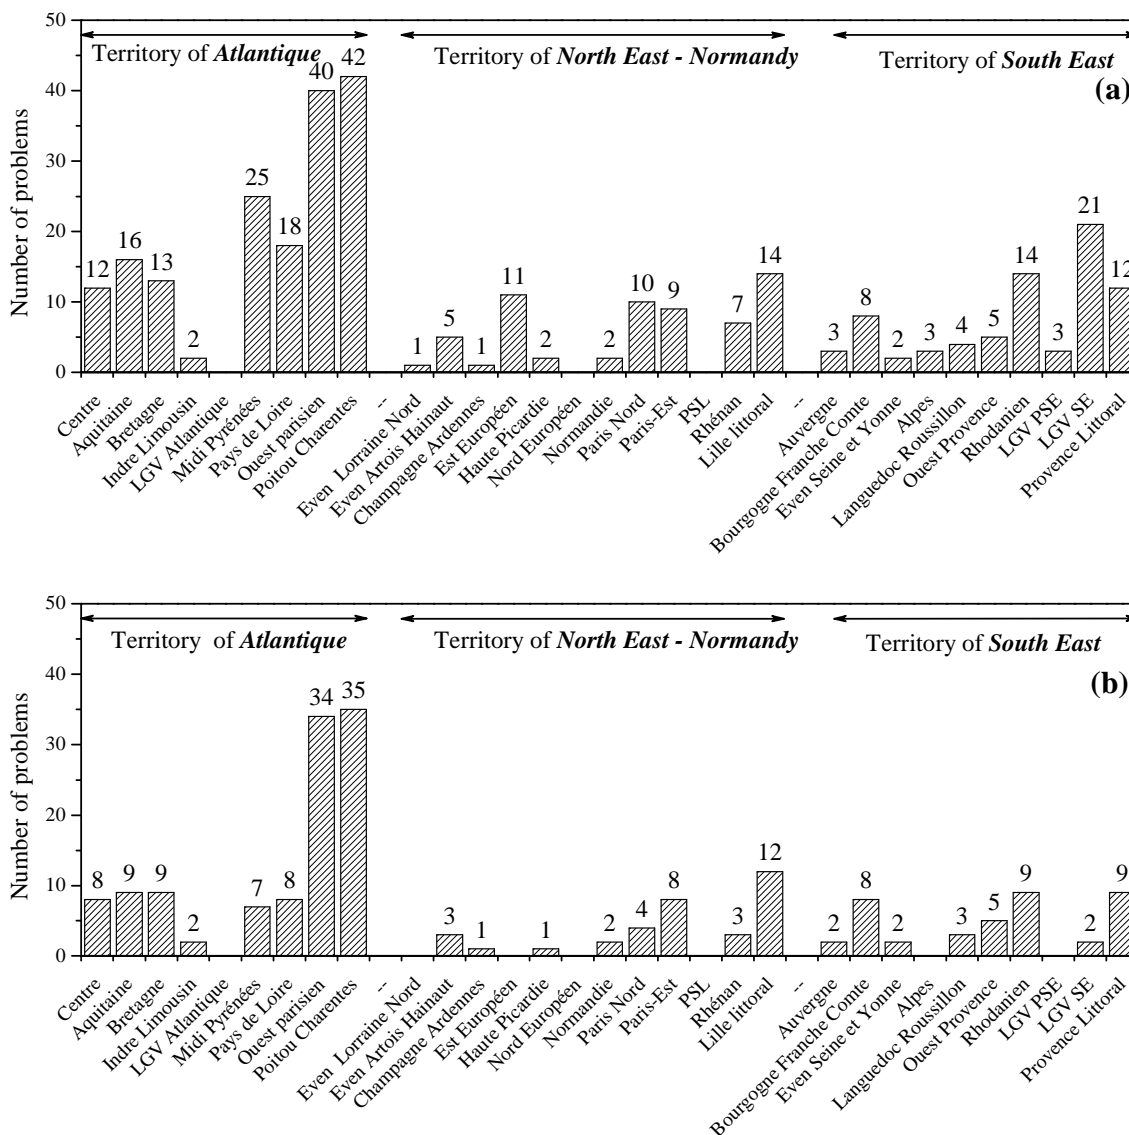 50
Territory of Atlantique
Territory of North East - Normandy
Territory of South East
(a)
40
30
20
10
0
Number of problems
12
16
13
2
25
18
40
42
1
5
1
11
2
2
10
9
7
14
3
8
2
3
4
5
14
3
21
12
Centre
Aquitaine
Bretagne
Indre Limousin
LGV Atlantique
Midi Pyrénées
Pays de Loire
Ouest parisien
Poitou Charentes
--
Even Lorraine Nord
Even Artois Hainaut
Champagne Ardennes
Est Européen
Haute Picardie
Nord Européen
Normandie
Paris Nord
Paris-Est
PSL
Rhénan
Lille littoral
--
Auvergne
Bourgogne Franche Comte
Even Seine et Yonne
Alpes
Languedoc Roussillon
Ouest Provence
Rhodanien
LGV PSE
LGV SE
Provence Littoral
50
Territory of Atlantique
Territory of North East - Normandy
Territory of South East
(b)
40
30
20
10
0
Number of problems
8
9
9
2
7
8
34
35
3
1
1
2
4
8
3
12
2
8
2
3
5
9
2
9
Centre
Aquitaine
Bretagne
Indre Limousin
LGV Atlantique
Midi Pyrénées
Pays de Loire
Ouest parisien
Poitou Charentes
--
Even Lorraine Nord
Even Artois Hainaut
Champagne Ardennes
Est Européen
Haute Picardie
Nord Européen
Normandie
Paris Nord
Paris-Est
PSL
Rhénan
Lille littoral
--
Auvergne
Bourgogne Franche Comte
Even Seine et Yonne
Alpes
Languedoc Roussillon
Ouest Provence
Rhodanien
LGV PSE
LGV SE
Provence Littoral